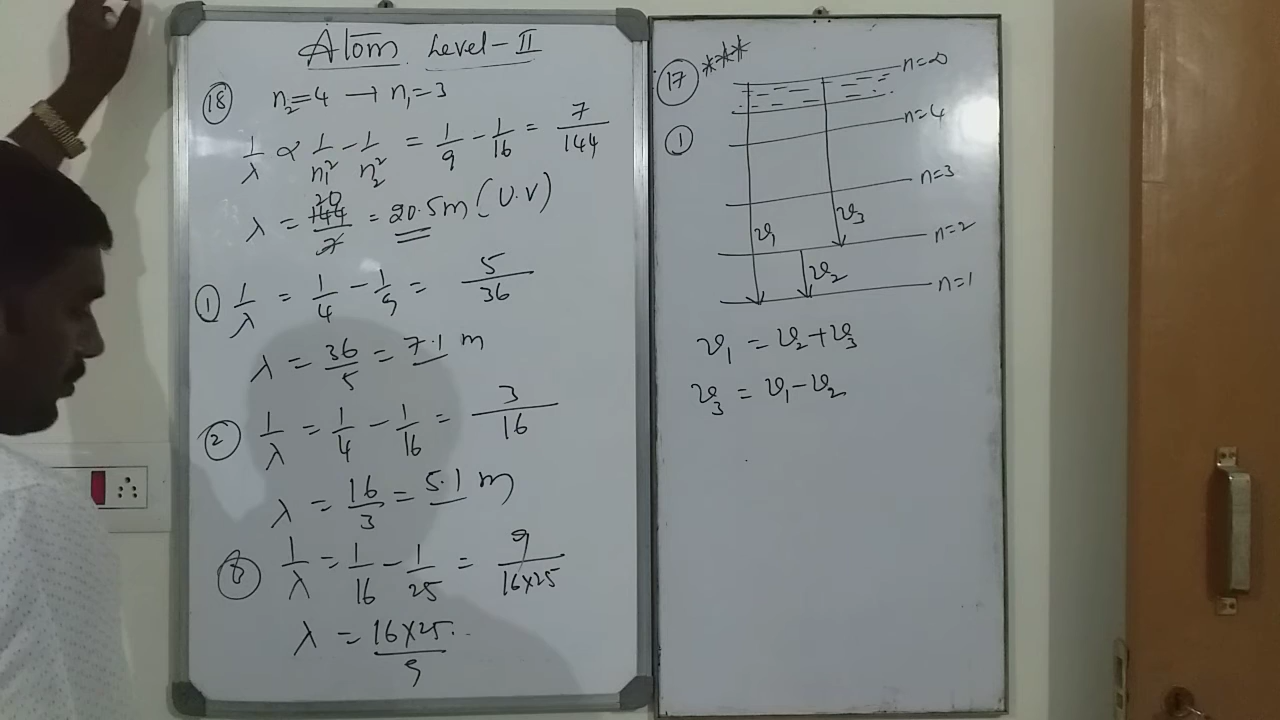 Atom Level-II
18 n₂=4 → n₁=3
1/λ ∝ 1/n₁² - 1/n₂² = 1/9 - 1/16 = 7/144
λ = 144/7 20 = 20.5m (U.V)
1 1/λ = 1/4 - 1/9 = 5/36
λ = 36/5 = 7.1 m
2 1/λ = 1/4 - 1/16 = 3/16
λ = 16/3 = 5.1 m
1/λ = 1/16 - 1/25 = 9/16×25
λ = 16×25/9
17 ***
n=∞
1
n=4
n=3
ν₁ ν₃
n=2
ν₂
n=1
ν₁ = ν₂+ν₃
ν₃ = ν₁-ν₂